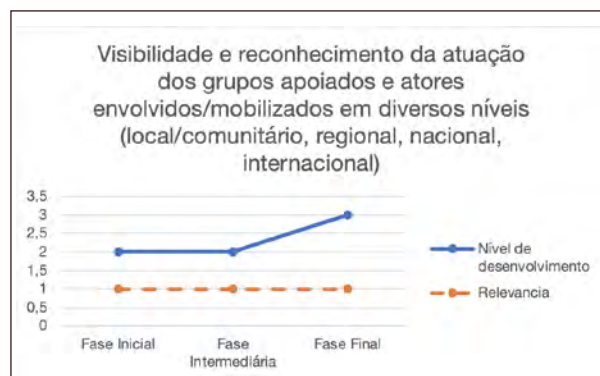 Visibilidade e reconhecimento da atuação
dos grupos apoiados e atores
envolvidos/mobilizados em diversos níveis
(local/comunitário, regional, nacional,
internacional)
3,5
3
2,5
2
1,5
1
0,5
0
Fase Inicial
Fase
Intermediária
Fase Final
Nível de
desenvolvimento
Relevancia